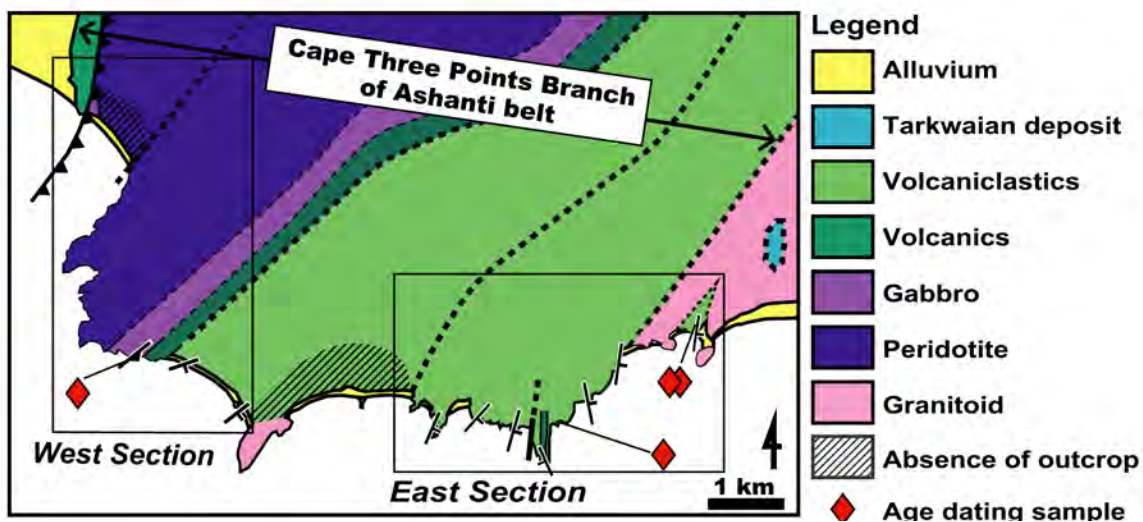 Cape Three Points Branch
of Ashanti belt
West Section
East Section
1 km
Legend
Alluvium
Tarkwaian deposit
Volcaniclastics
Volcanics
Gabbro
Peridotite
Granitoid
Absence of outcrop
Age dating sample